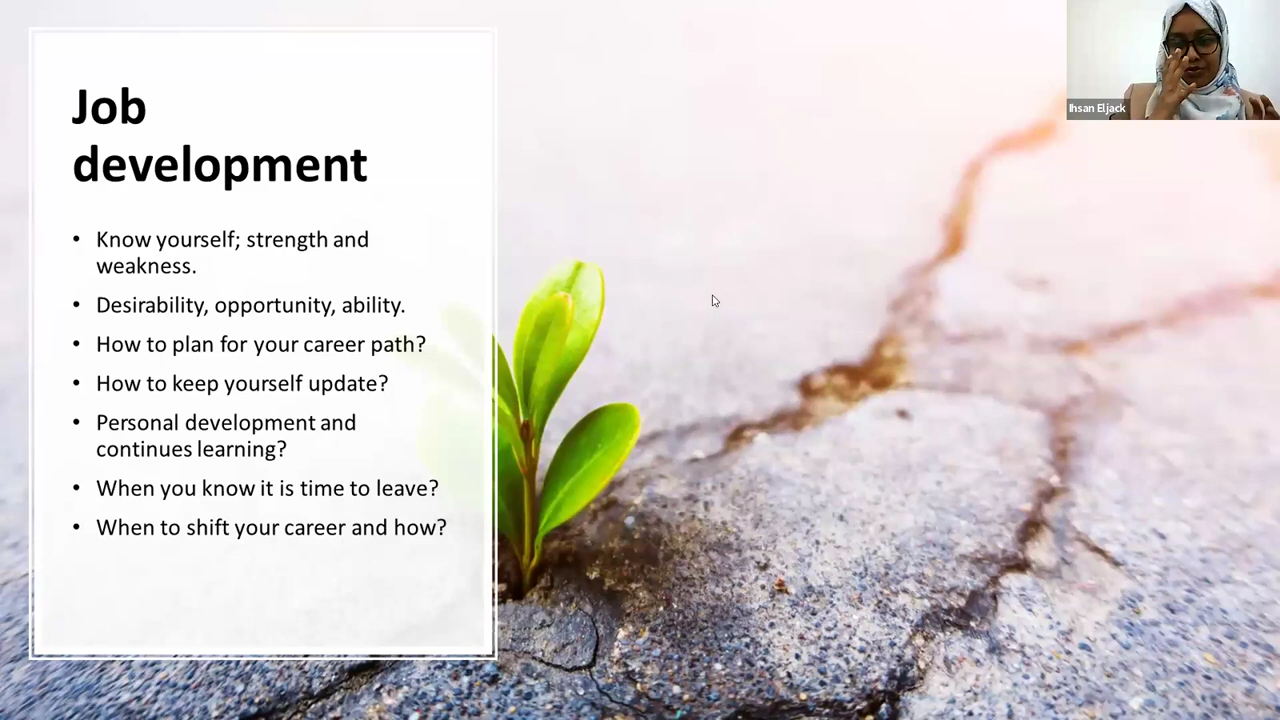 Job
development
• Know yourself; strength and
weakness.
• Desirability, opportunity, ability.
• How to plan for your career path?
• How to keep yourself update?
• Personal development and
continues learning?
• When you know it is time to leave?
• When to shift your career and how?
Ihsan Eljack